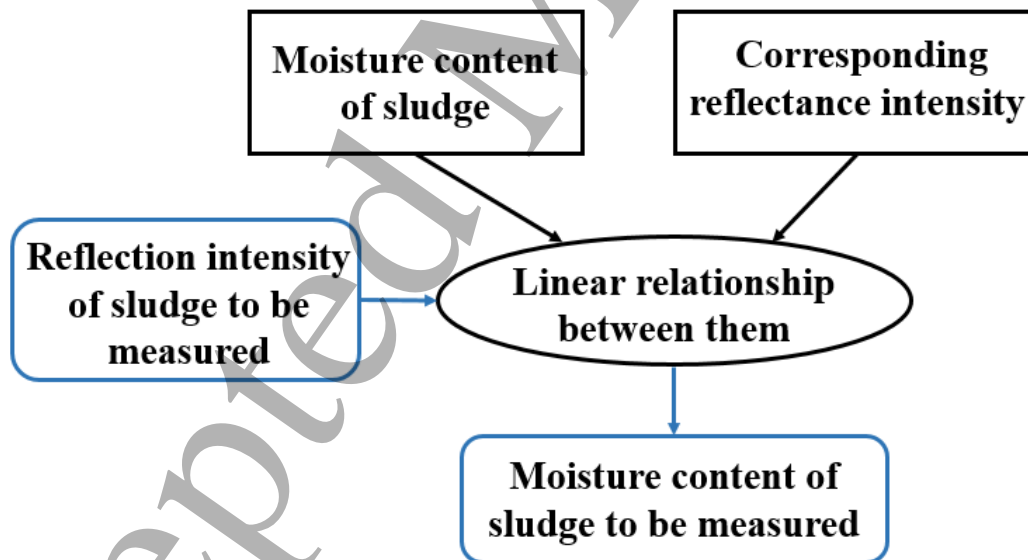 Moisture content
of sludge
Corresponding
reflectance intensity
Reflection intensity
of sludge to be
measured
Linear relationship
between them
Moisture content of
sludge to be measured
epted M